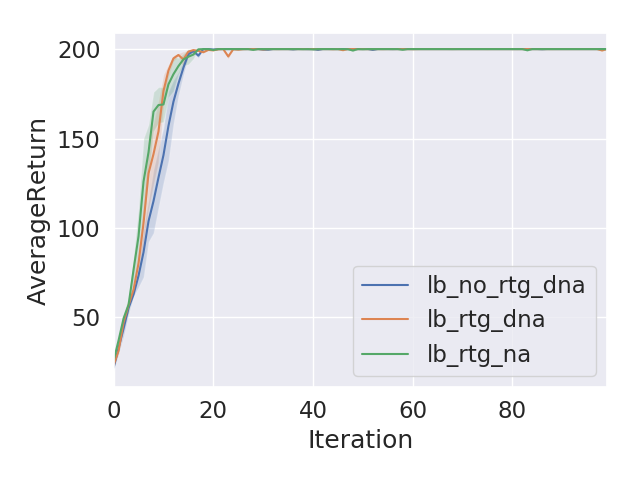 200
150
100
50
AverageReturn
lb_no_rtg_dna
lb_rtg_dna
lb_rtg_na
0 20 40 60 80
Iteration